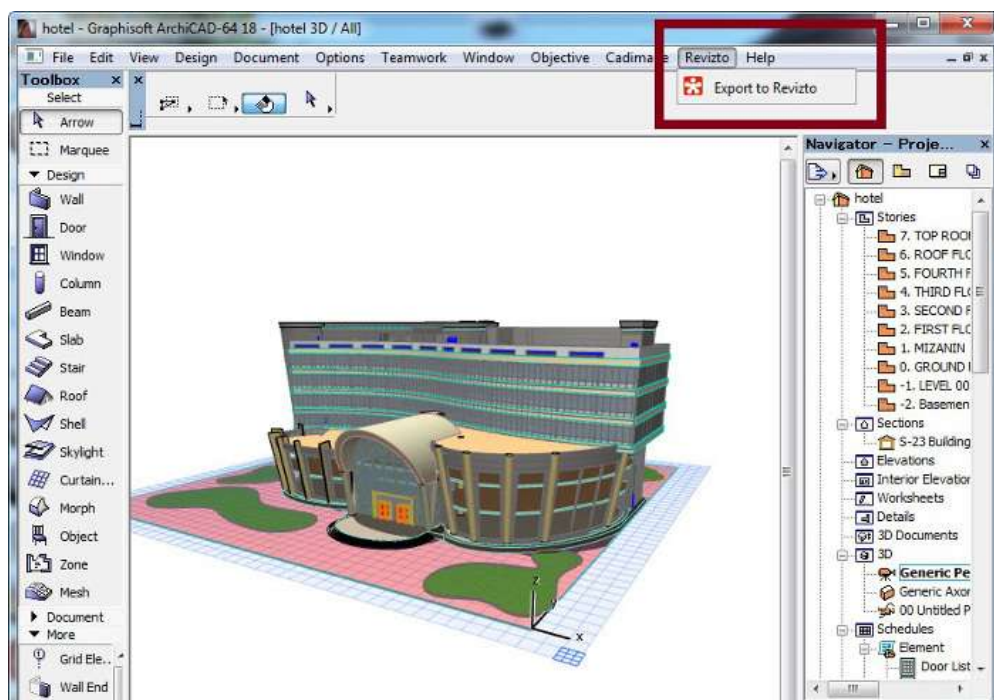 hotel - Graphisoft ArchiCAD-64 18 - [hotel 3D / All]
File Edit View Design Document Options Teamwork Window Objective Cadima Revizto Help
Export to Revizto
Toolbox
Select
Arrow
Marquee
Design
Wall
Door
Window
Column
Beam
Slab
Stair
Roof
Shell
Skylight
Curtain...
Morph
Object
Zone
Mesh
Document
More
Grid Ele...
Wall End
z
y
x
Navigator - Proje...
hotel
Stories
7. TOP ROOF
6. ROOF FLO
5. FOURTH F
4. THIRD FL
3. SECOND F
2. FIRST FLO
1. MIZANIN
0. GROUND
-1. LEVEL 00
-2. Basemen
Sections
S-23 Building
Elevations
Interior Elevation
Worksheets
Details
3D Documents
3D
Generic Pe
Generic Axor
00 Untitled P
Schedules
Element
Door List